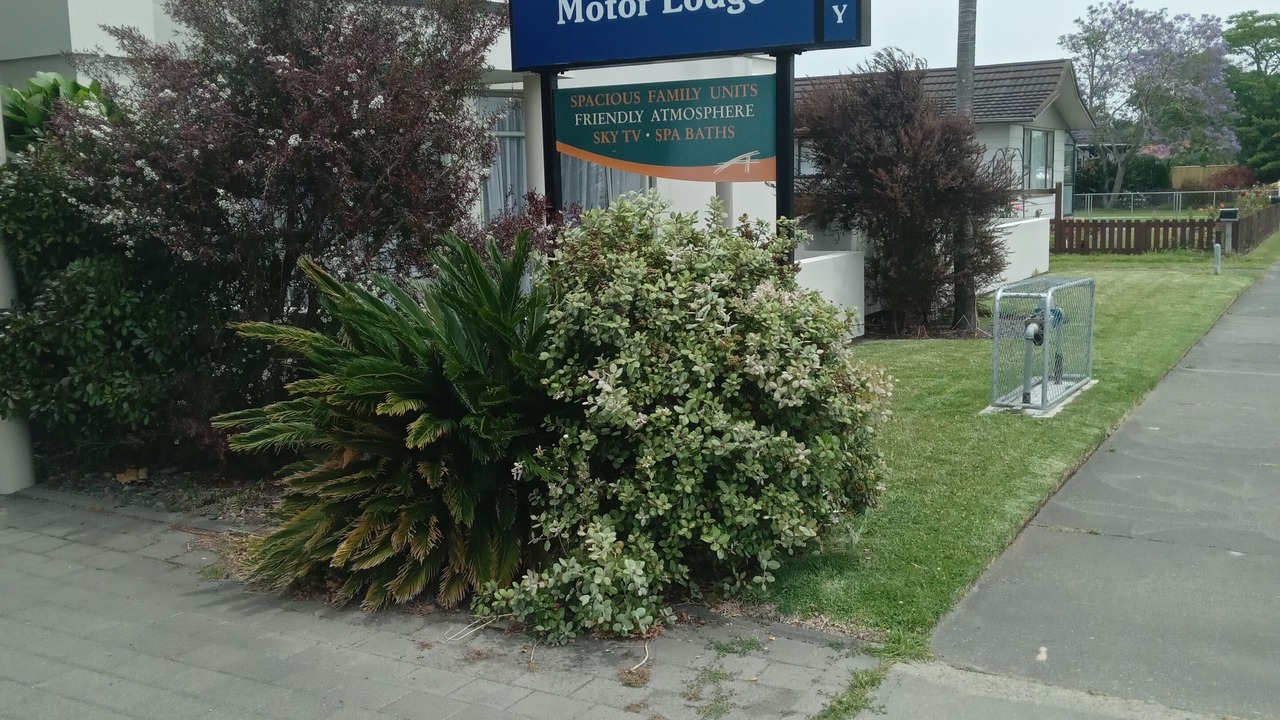 Motor Lodge
Y
SPACIOUS FAMILY UNITS
FRIENDLY ATMOSPHERE
SKY TV • SPA BATHS